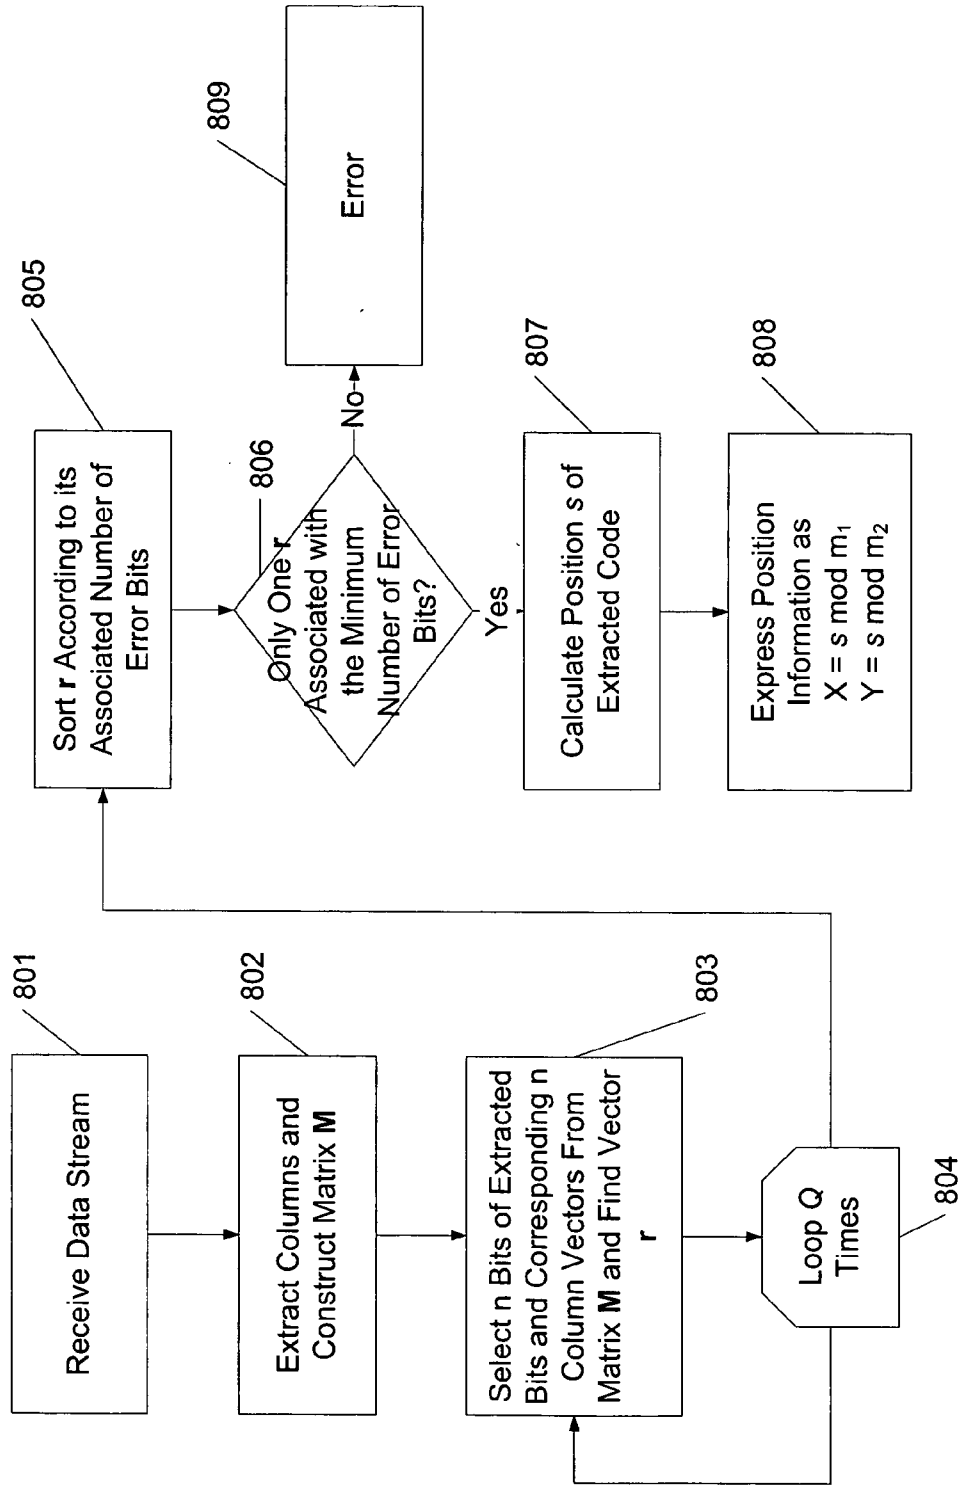 801
Receive Data Stream
802
Extract Columns and
Construct Matrix M
803
Select n Bits of Extracted
Bits and Corresponding n
Column Vectors From
Matrix M and Find Vector
r
Loop Q
Times
804
805
Sort r According to its
Associated Number of
Error Bits
806
Only One r
Associated with
the Minimum
Number of Error
Bits?
No
809
Error
Yes
807
Calculate Position s of
Extracted Code
808
Express Position
Information as
X = s mod m₁
Y = s mod m₂